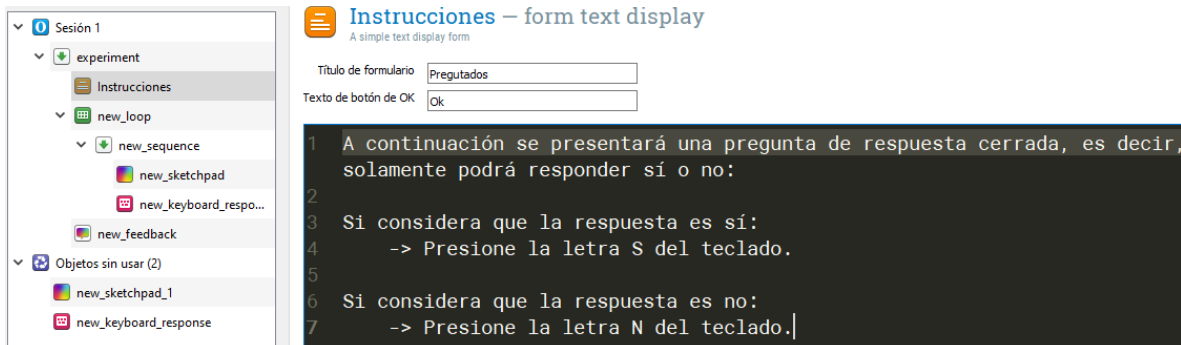 Sesión 1
experiment
Instrucciones
new_loop
new_sequence
new_sketchpad
new_keyboard_respo...
new_feedback
Objetos sin usar (2)
new_sketchpad_1
new_keyboard_response
Instrucciones — form text display
A simple text display form
Título de formulario Pregutados
Texto de botón de OK Ok
1 A continuación se presentará una pregunta de respuesta cerrada, es decir,
solamente podrá responder sí o no:
2
3 Si considera que la respuesta es sí:
4 -> Presione la letra S del teclado.
5
6 Si considera que la respuesta es no:
7 -> Presione la letra N del teclado.